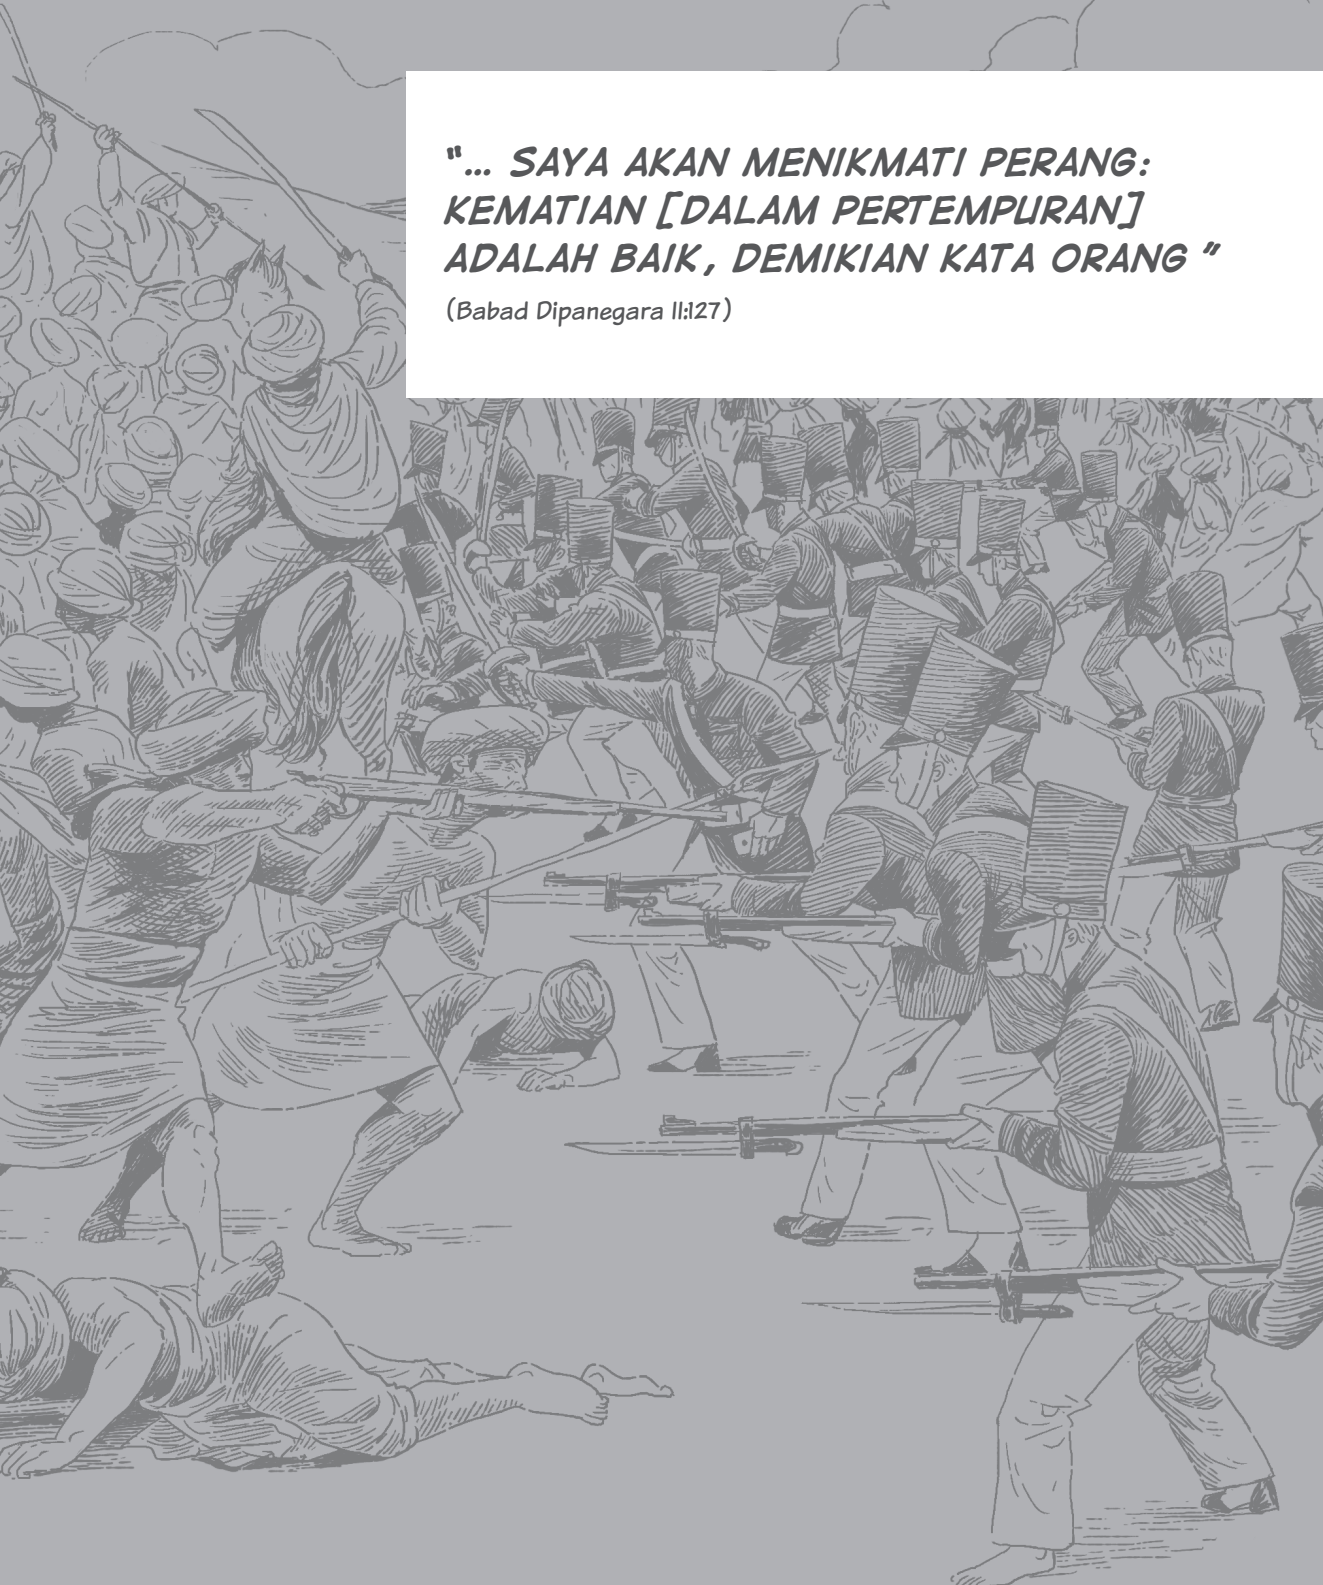 "... SAYA AKAN MENIKMATI PERANG:
KEMATIAN [DALAM PERTEMPURAN]
ADALAH BAIK, DEMIKIAN KATA ORANG ”
(Babad Dipanegara II:127)